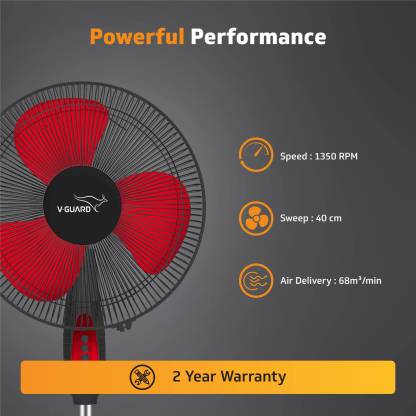 Powerful Performance
Speed : 1350 RPM
V-GUARD
Sweep : 40 cm
Air Delivery : 68m³/min
2 Year Warranty